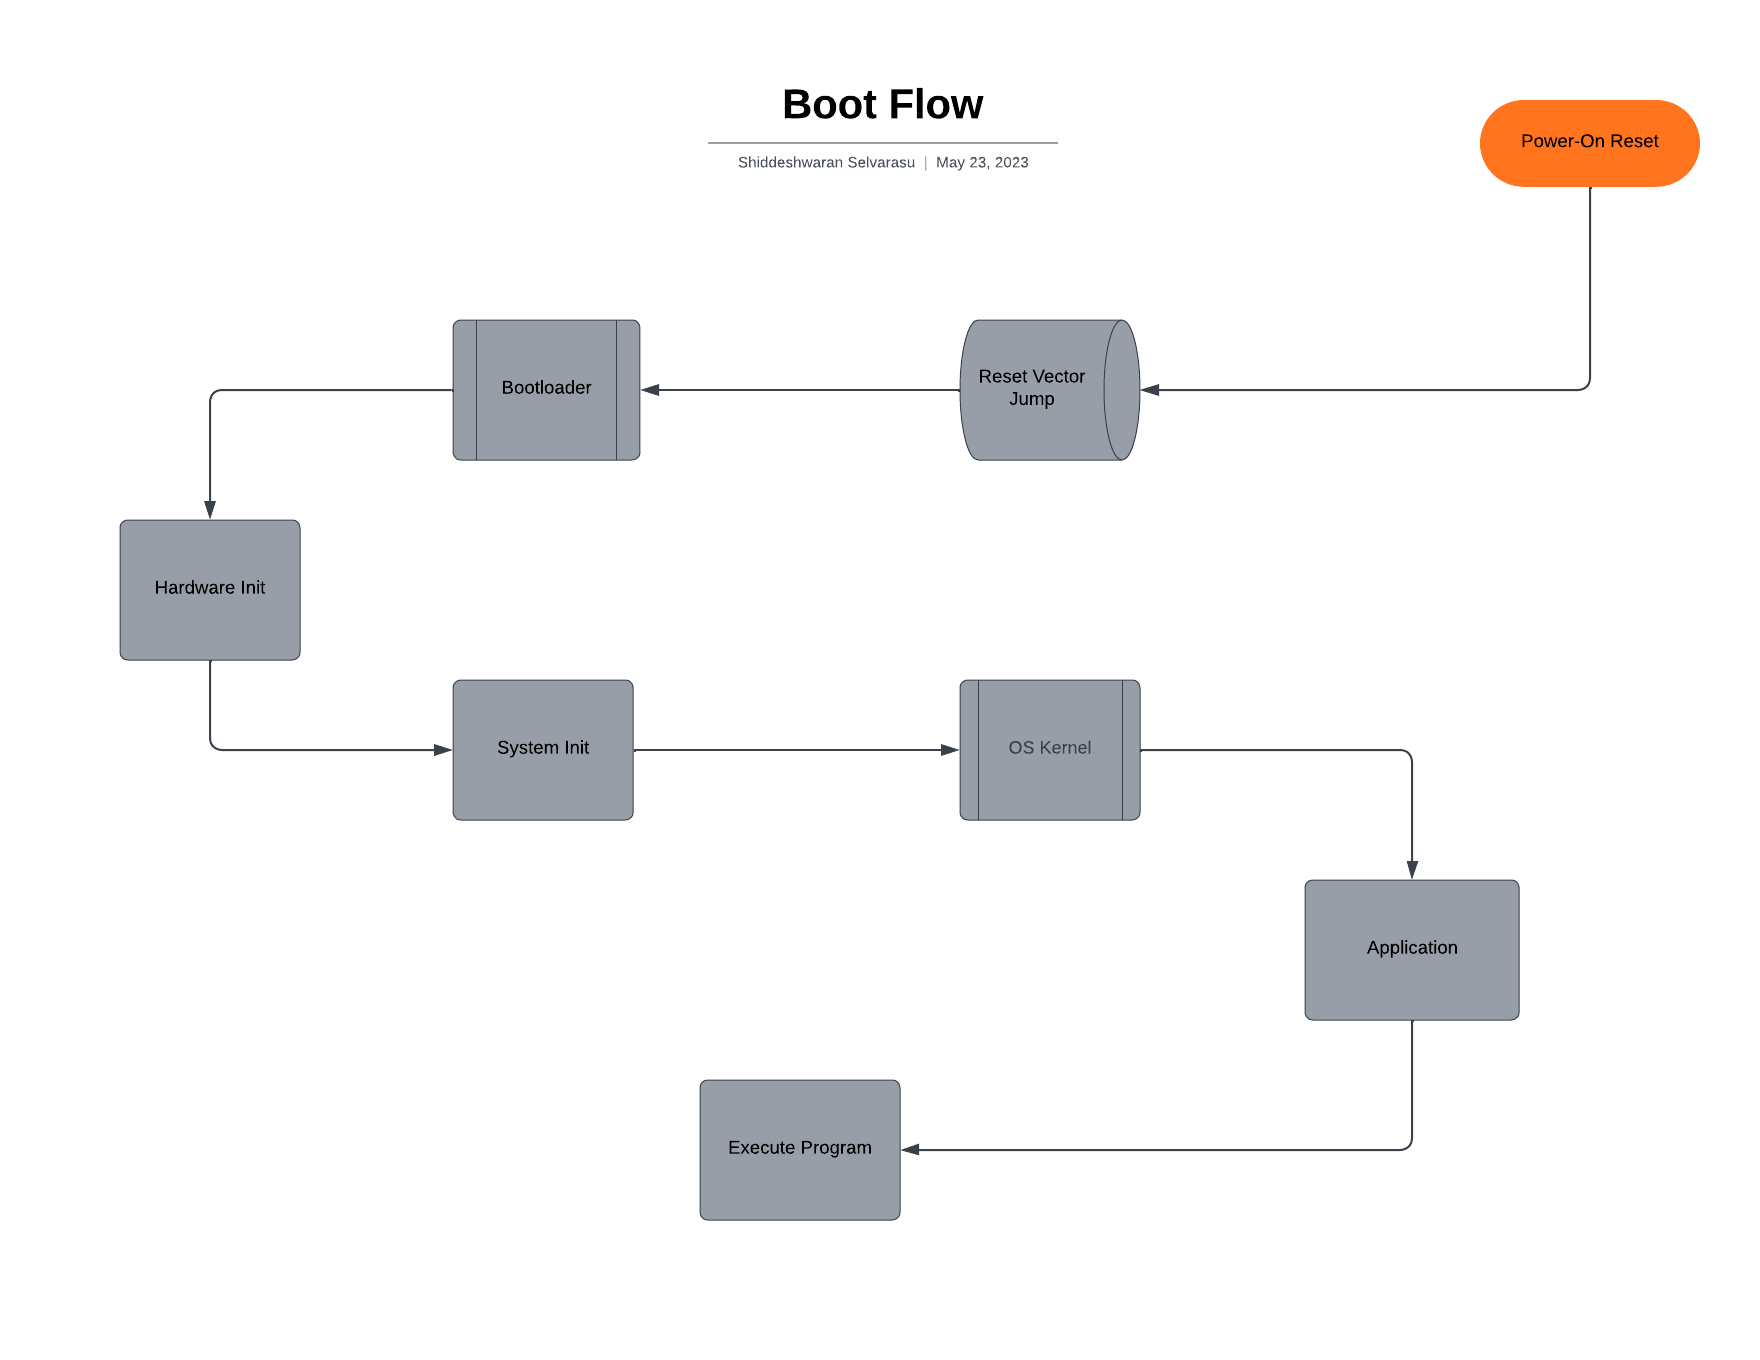 Boot Flow
Shiddeshwaran Selvarasu | May 23, 2023
Power-On Reset
Reset Vector
Jump
Bootloader
Hardware Init
System Init
OS Kernel
Application
Execute Program